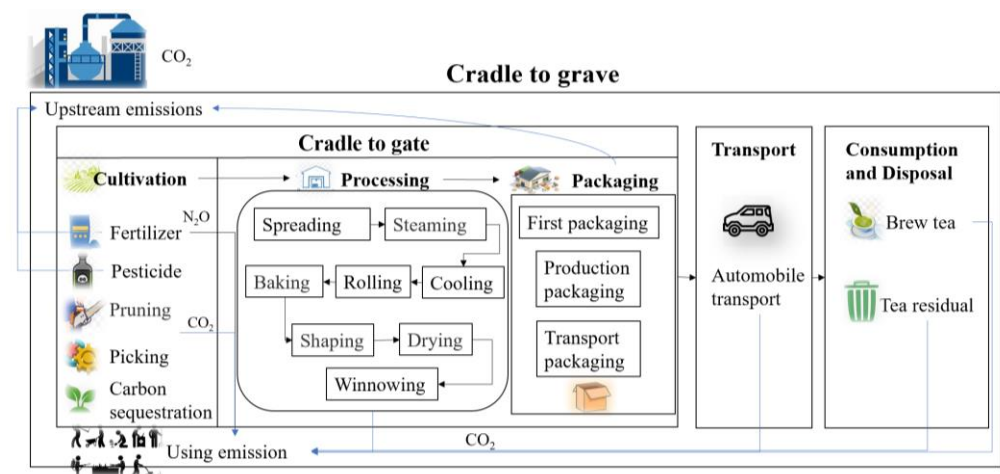 CO₂
Cradle to grave
Upstream emissions
Cradle to gate
Cultivation
Processing
Packaging
Transport
Consumption
and Disposal
Fertilizer
N₂O
Pesticide
Pruning
CO₂
Picking
Carbon
sequestration
Spreading
Steaming
Cooling
Rolling
Baking
Shaping
Drying
Winnowing
First packaging
Production
packaging
Transport
packaging
Automobile
transport
Brew tea
Tea residual
CO₂
Using emission